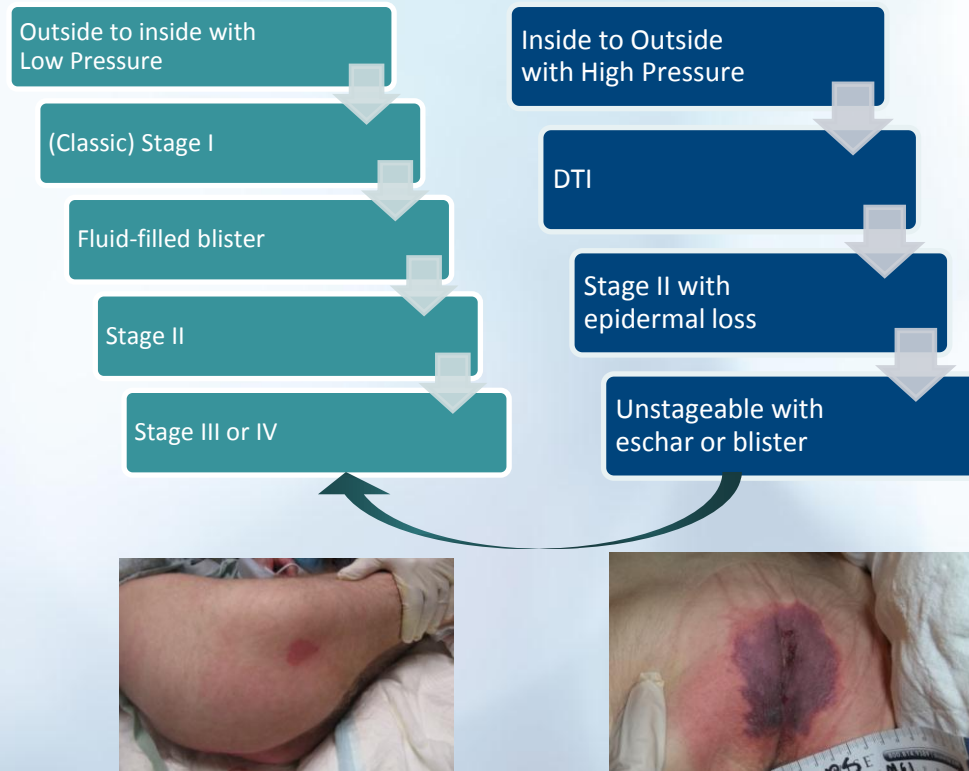 Outside to inside with
Low Pressure
(Classic) Stage I
Fluid-filled blister
Stage II
Stage III or IV
Inside to Outside
with High Pressure
DTI
Stage II with
epidermal loss
Unstageable with
eschar or blister